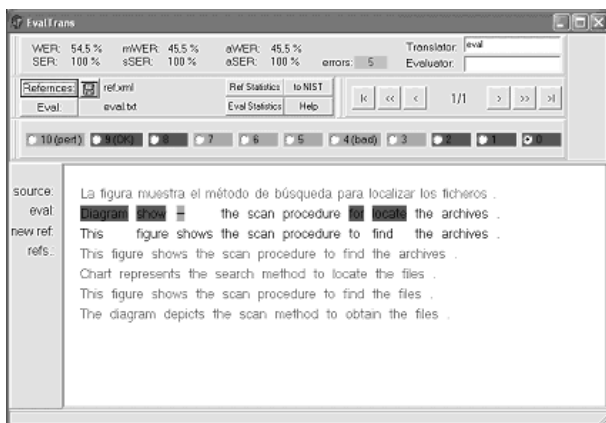 EvalTrans
WER: 54.5 % mWER: 45.5 % aWER: 45.5 % Translator: eval
SER: 100 % sSER: 100 % aSER: 100 % errors: 5 Evaluator:
Refernces: ref.xml Ref Statistics to NIST
|< << < 1/1 > >> >|
Eval: eval.txt Eval Statistics Help
10 (perf) 9 (OK) 8 7 6 5 4 (bad) 3 2 1 0
source: La figura muestra el método de búsqueda para localizar los ficheros .
eval: Diagram show – the scan procedure for locate the archives .
new ref: This figure shows the scan procedure to find the archives .
refs.: This figure shows the scan procedure to find the archives .
Chart represents the search method to locate the files .
This figure shows the scan procedure to find the files .
The diagram depicts the scan method to obtain the files .